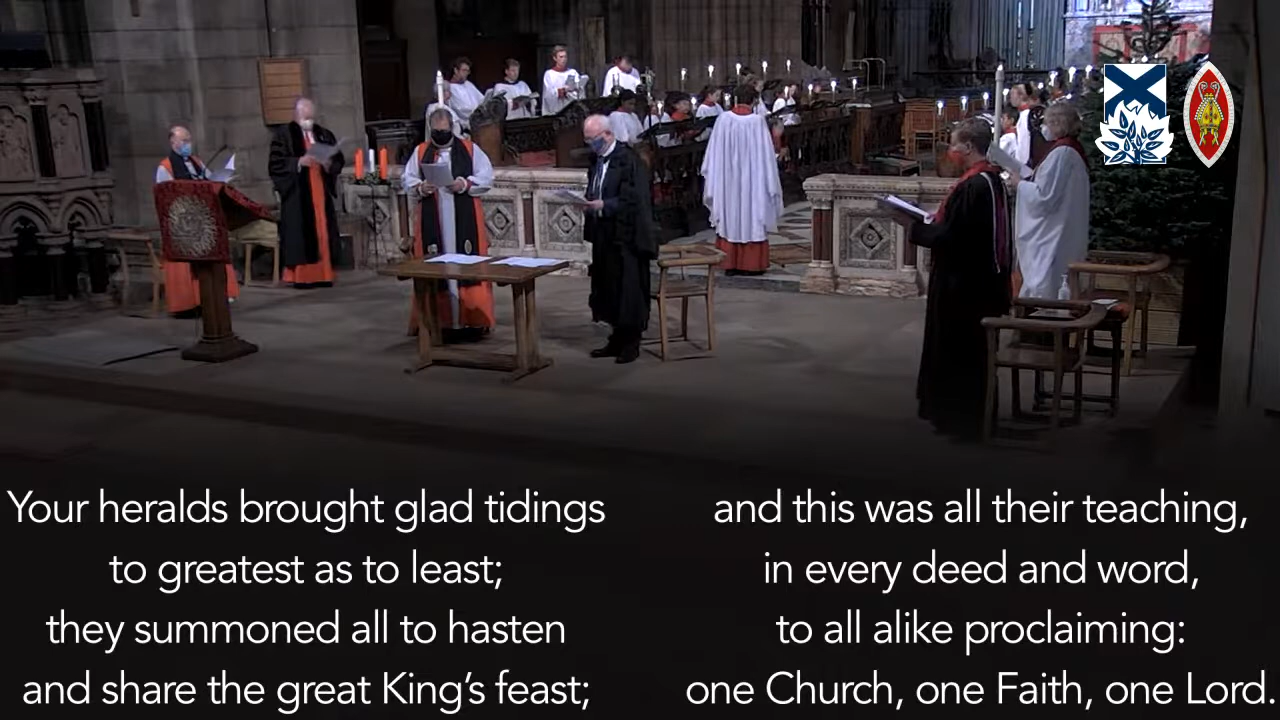 Your heralds brought glad tidings
to greatest as to least;
they summoned all to hasten
and share the great King's feast;
and this was all their teaching,
in every deed and word,
to all alike proclaiming:
one Church, one Faith, one Lord.